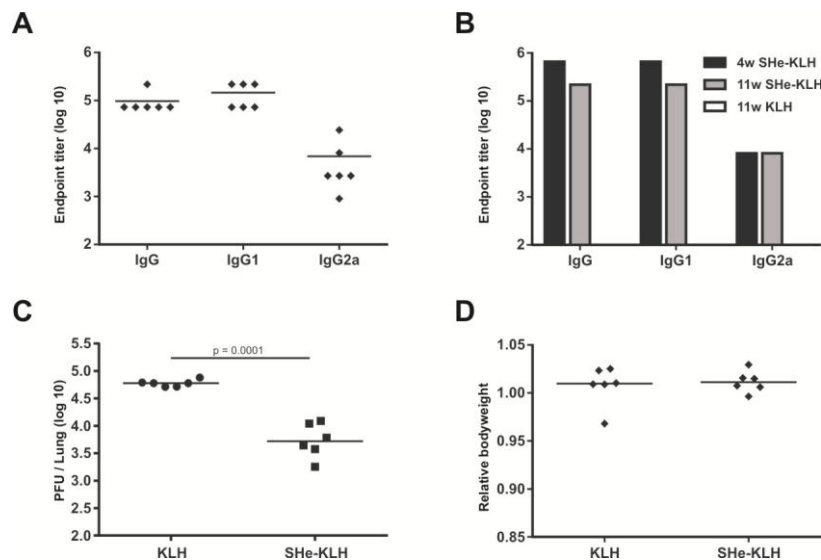 A
Endpoint titer (log 10)
6
5
4
3
2
IgG IgG1 IgG2a
B
Endpoint titer (log 10)
6
5
4
3
2
IgG IgG1 IgG2a
4w SHe-KLH
11w SHe-KLH
11w KLH
C
PFU / Lung (log 10)
5.5
5.0
4.5
4.0
3.5
3.0
2.5
2.0
p = 0.0001
KLH SHe-KLH
D
Relative bodyweight
1.05
1.00
0.95
0.90
0.85
KLH SHe-KLH